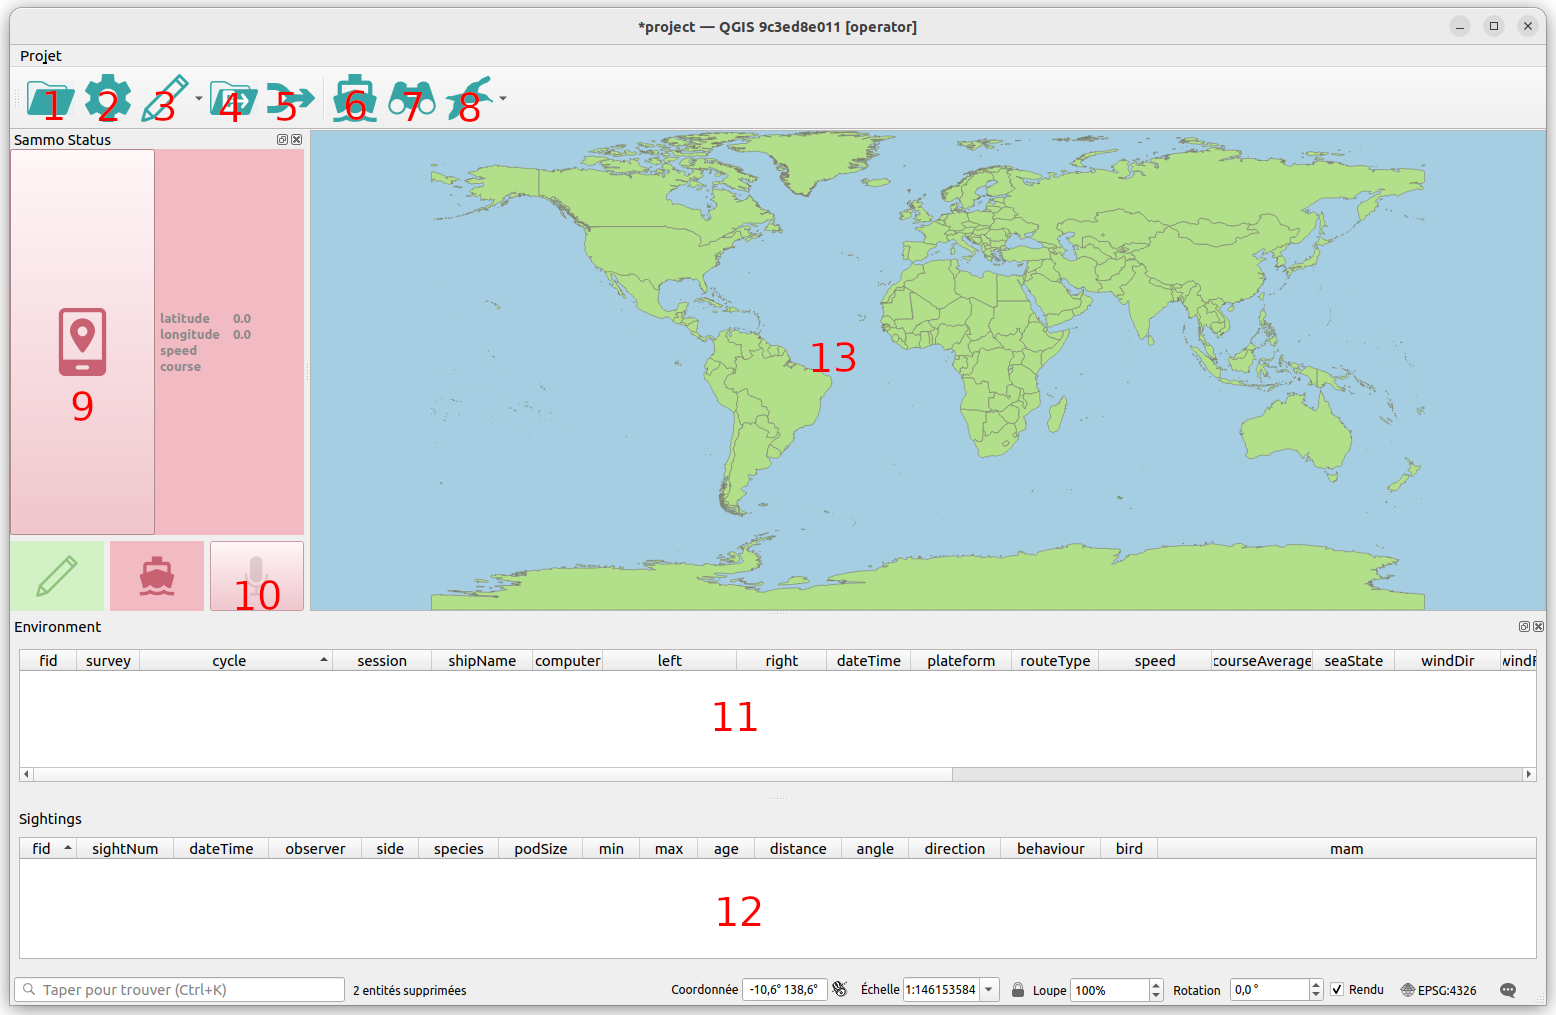 *project — QGIS 9c3ed8e011 [operator]
Projet
1 2 3 4 5 6 7 8
Sammo Status
latitude 0.0
longitude 0.0
speed
course
9
10
13
Environment
fid survey cycle session shipName computer left right dateTime plateform routeType speed courseAverage seaState windDir windF
11
Sightings
fid sightNum dateTime observer side species podSize min max age distance angle direction behaviour bird mam
12
Taper pour trouver (Ctrl+K) 2 entités supprimées Coordonnée -10,6° 138,6° Échelle 1:146153584 Loupe 100% Rotation 0,0 ° Rendu EPSG:4326